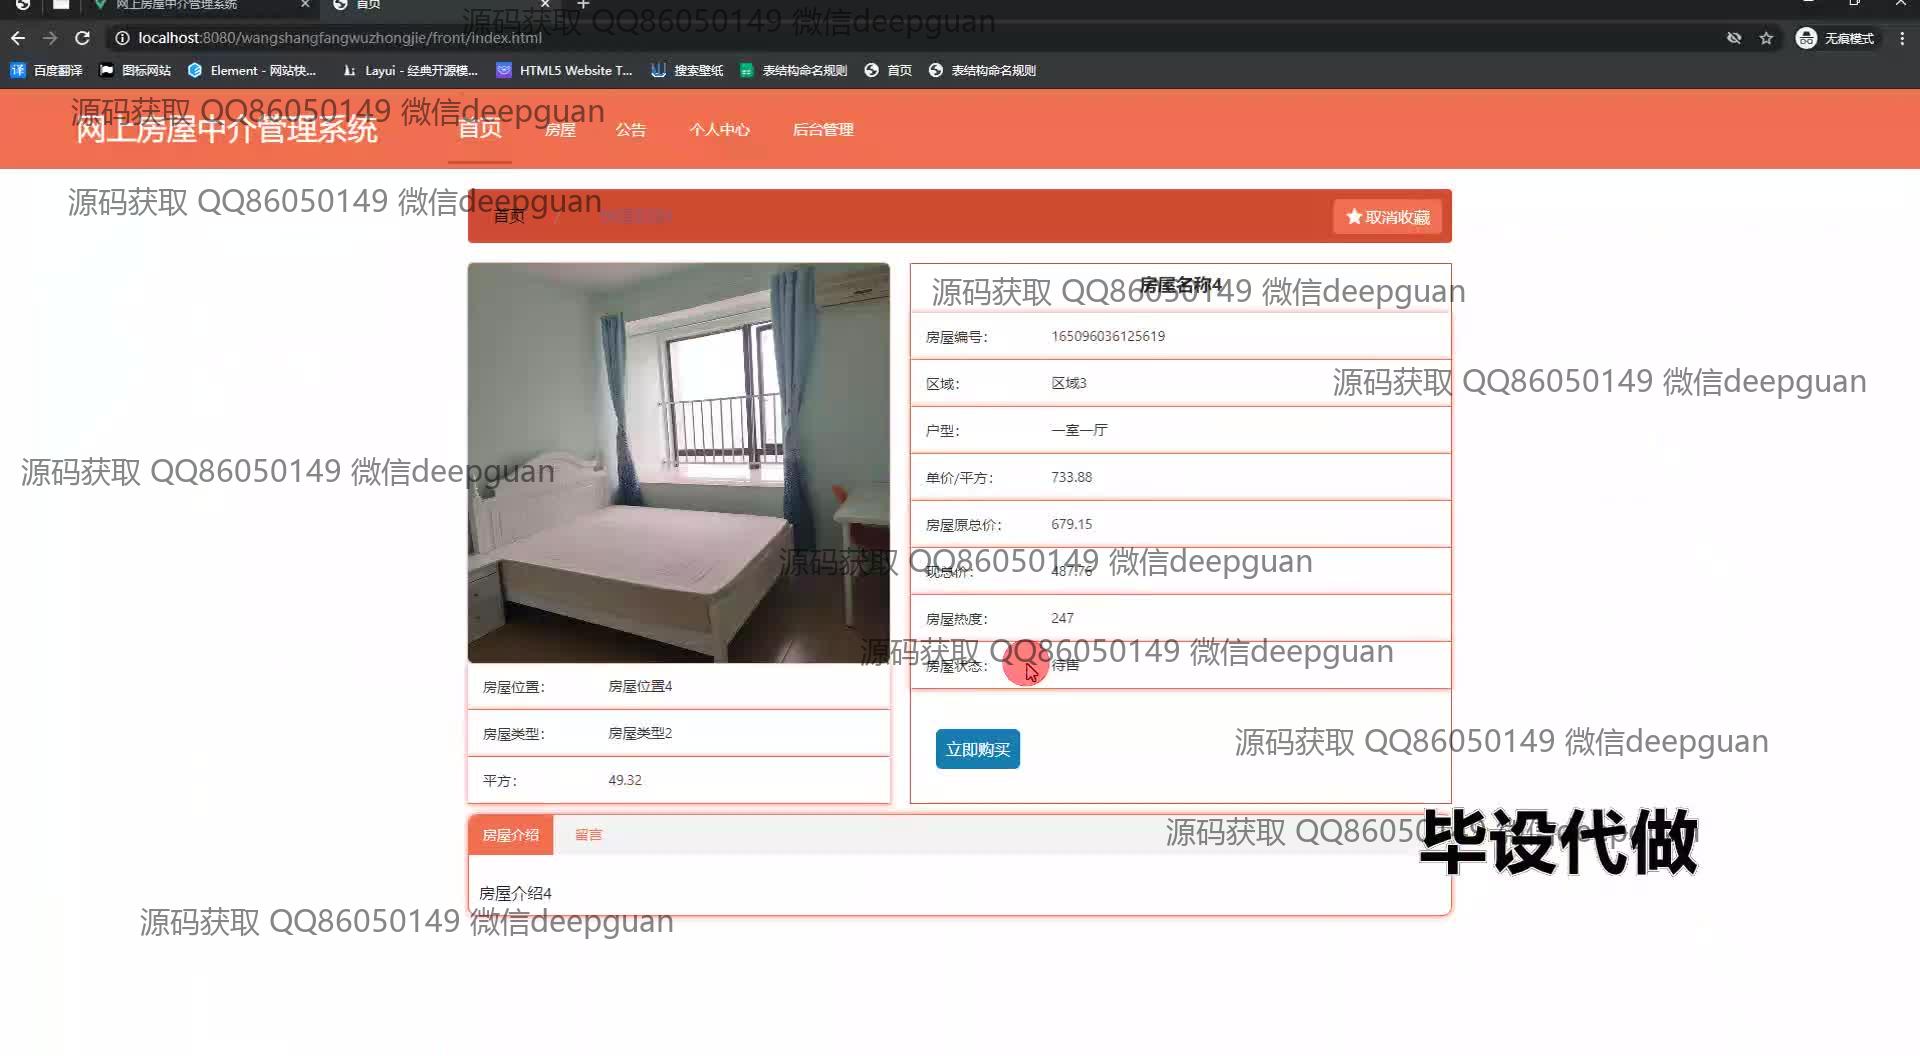 网上房屋中介管理系统
首页
源码获取 QQ86050149 微信deepguan
localhost:8080/wangshangfangwuzhongjie/front/index.html
无痕模式
百度翻译
图标网站
Element - 网站快...
Layui - 经典开源模...
HTML5 Website T...
搜索壁纸
表结构命名规则
首页
表结构命名规则
源码获取 QQ86050149 微信deepguan
网上房屋中介管理系统
首页
房屋
公告
个人中心
后台管理
源码获取 QQ86050149 微信deepguan
首页 /
取消收藏
房屋名称4
源码获取 QQ86050149 微信deepguan
房屋编号: 165096036125619
区域: 区域3
源码获取 QQ86050149 微信deepguan
户型: 一室一厅
源码获取 QQ86050149 微信deepguan
单价/平方: 733.88
房屋原总价: 679.15
源码获取 QQ86050149 微信deepguan
现总价: 487.76
房屋热度: 247
源码获取 QQ86050149 微信deepguan
房屋状态: 待售
房屋位置: 房屋位置4
房屋类型: 房屋类型2
平方: 49.32
立即购买
源码获取 QQ86050149 微信deepguan
房屋介绍
留言
源码获取 QQ86050149 微信deepguan
毕设代做
房屋介绍4
源码获取 QQ86050149 微信deepguan